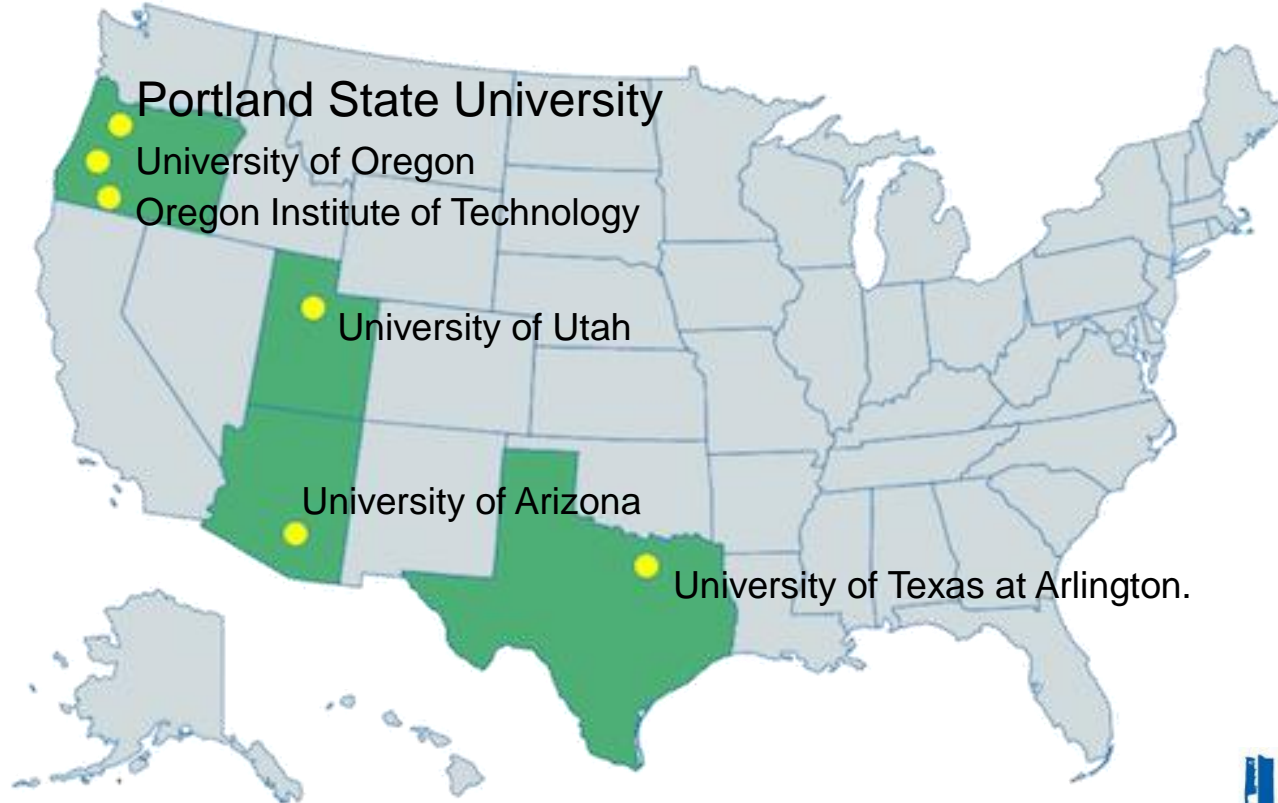 Portland State University
University of Oregon
Oregon Institute of Technology
University of Utah
University of Arizona
University of Texas at Arlington.